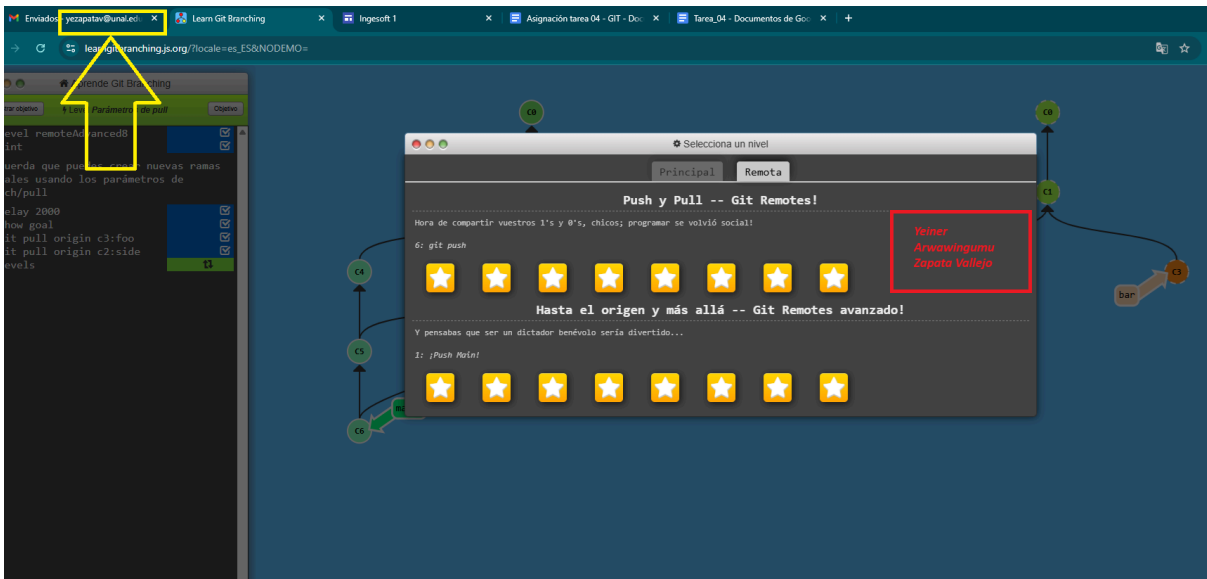 Enviados - yezapatav@unal.edu
Learn Git Branching
Ingesoft 1
Asignación tarea 04 - GIT - Doc
Tarea_04 - Documentos de Goo
learngitbranching.js.org/?locale=es_ES&NODEMO=
Aprende Git Branching
Level Parámetros de pull
Objetivo
evel remoteAdvanced8
int
uerda que puedes crear nuevas ramas
ales usando los parámetros de
ch/pull
elay 2000
how goal
it pull origin c3:foo
it pull origin c2:side
evels
C0
C4
C5
C6
ma
Selecciona un nivel
Principal
Remota
Push y Pull -- Git Remotes!
Hora de compartir vuestros 1's y 0's, chicos; programar se volvió social!
6: git push
Yeiner
Arwawingumu
Zapata Vallejo
Hasta el origen y más allá -- Git Remotes avanzado!
Y pensabas que ser un dictador benévolo sería divertido...
1: ¡Push Main!
C0
C1
C3
bar